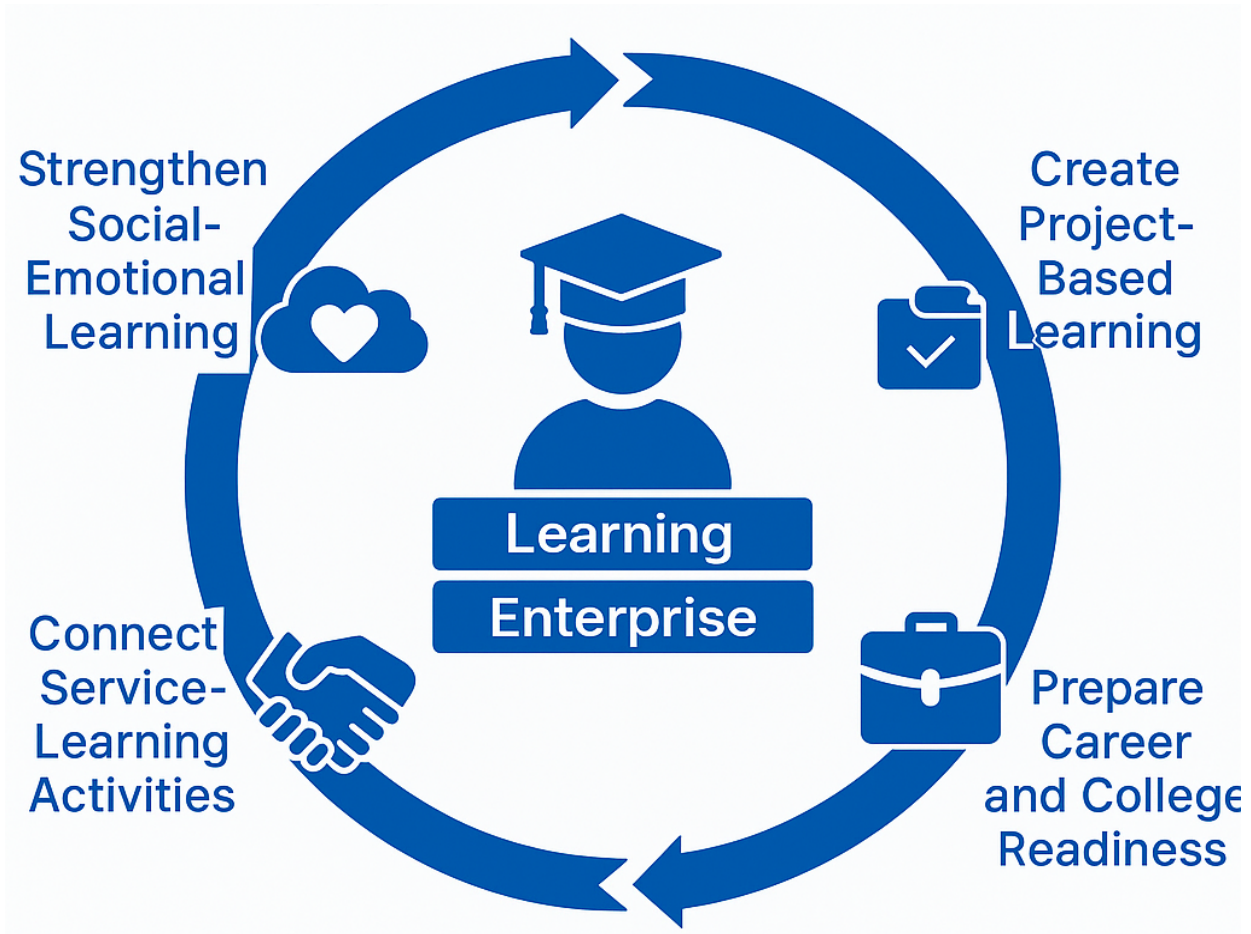 Strengthen
Social-
Emotional
Learning
Create
Project-
Based
Learning
Learning
Enterprise
Connect
Service-
Learning
Activities
Prepare
Career
and College
Readiness